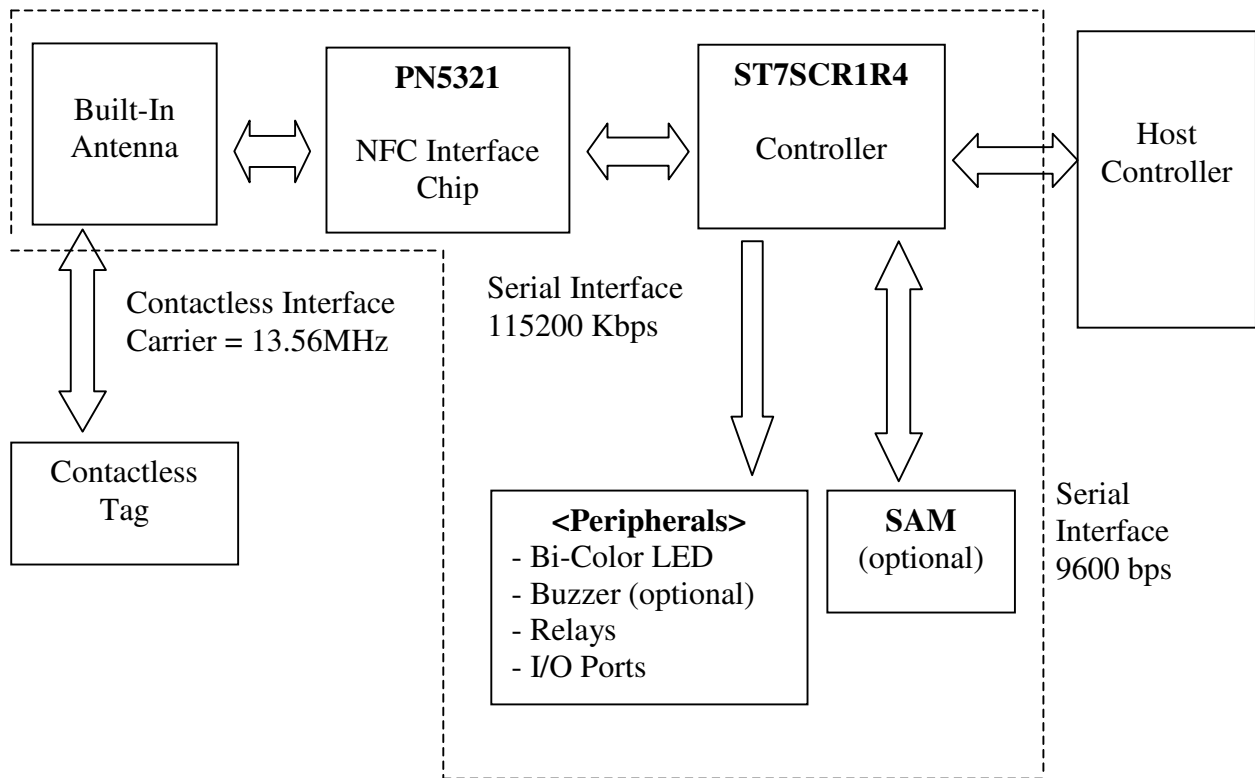 Built-In
Antenna
PN5321
NFC Interface
Chip
ST7SCR1R4
Controller
Host
Controller
Contactless Interface
Carrier = 13.56MHz
Serial Interface
115200 Kbps
Contactless
Tag
<Peripherals>
- Bi-Color LED
- Buzzer (optional)
- Relays
- I/O Ports
SAM
(optional)
Serial
Interface
9600 bps